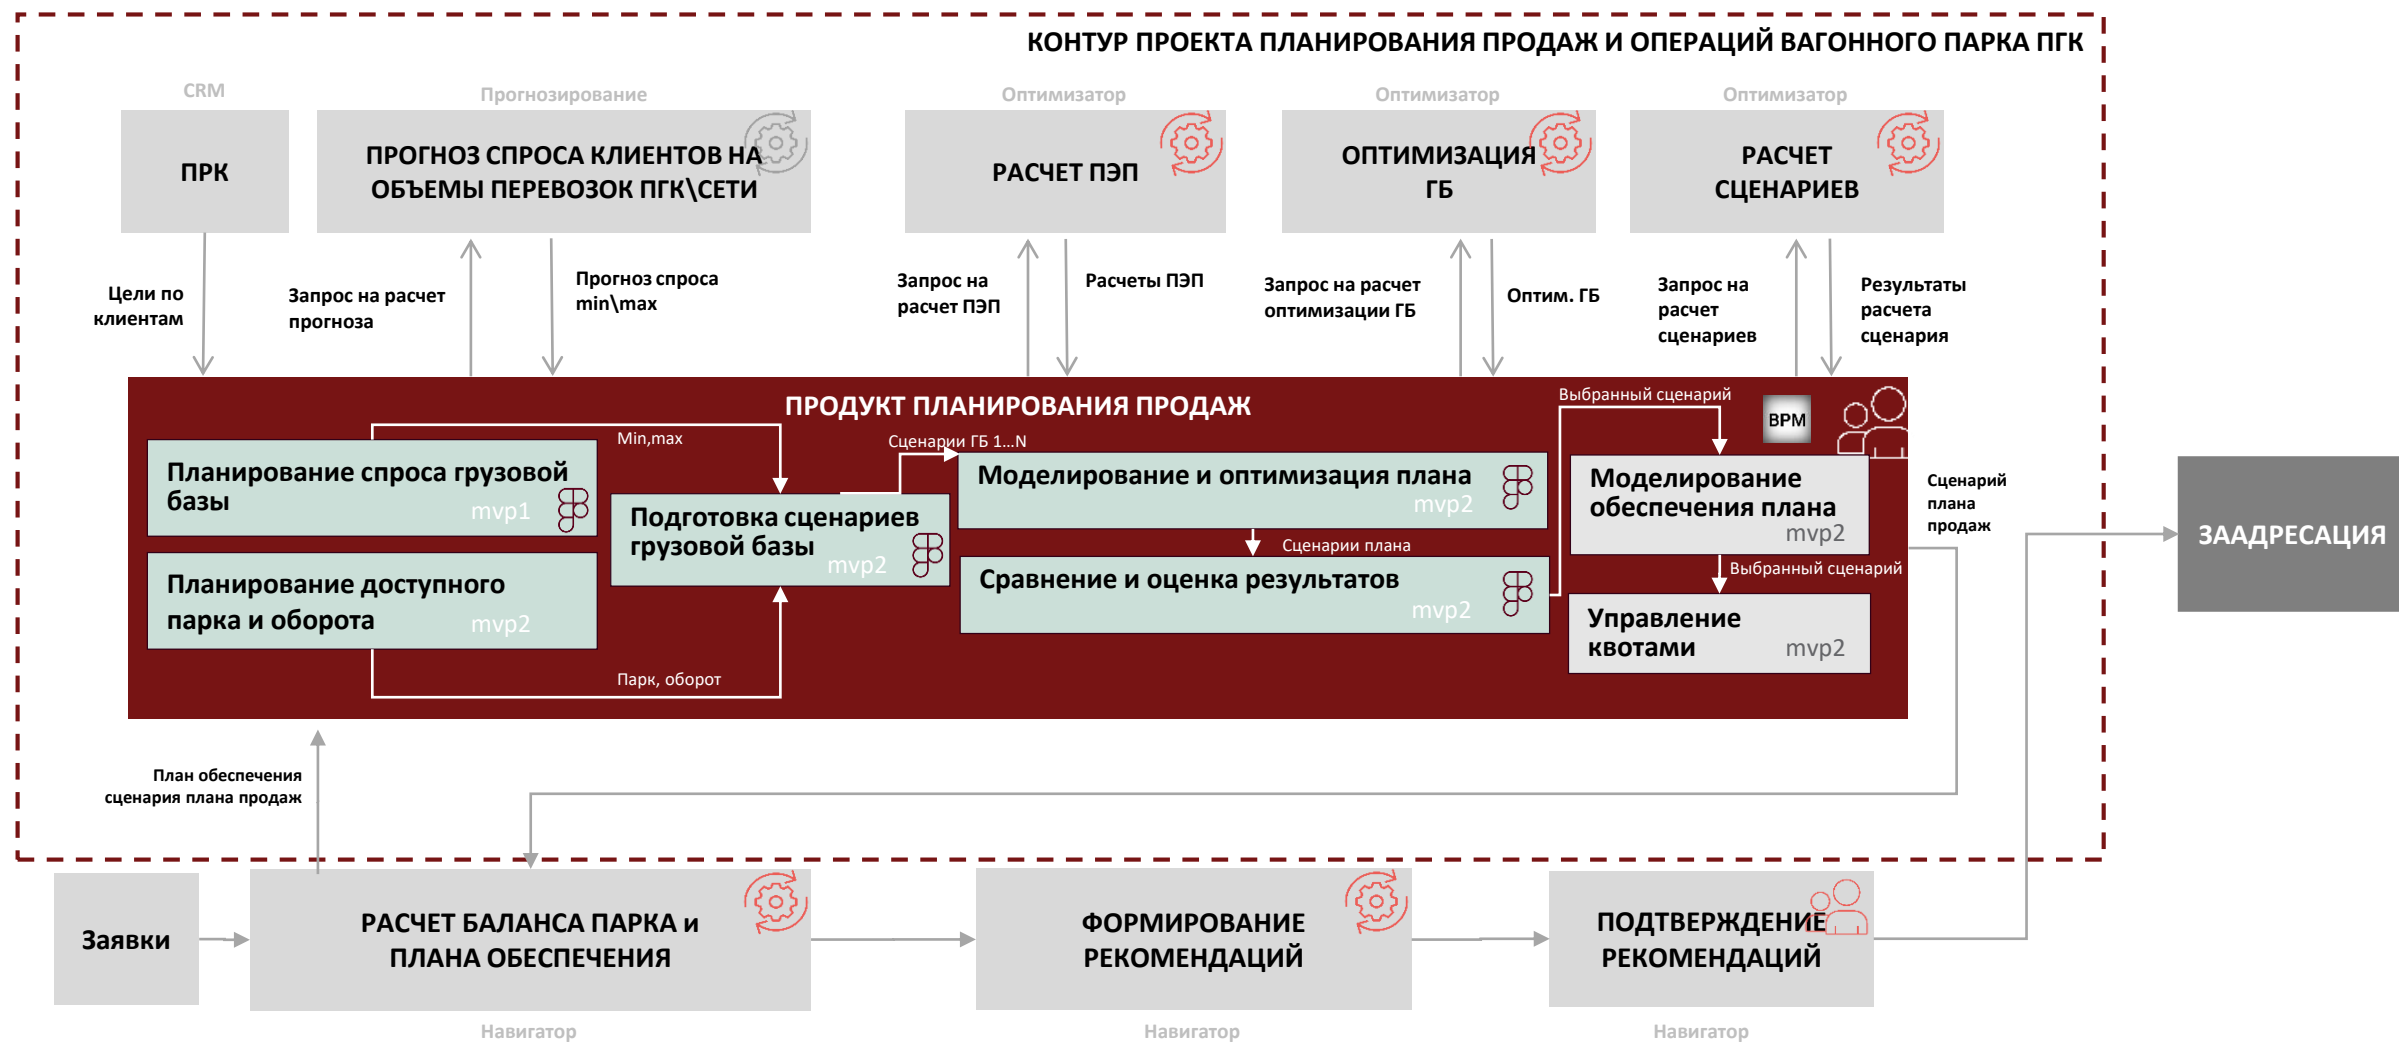 КОНТУР ПРОЕКТА ПЛАНИРОВАНИЯ ПРОДАЖ И ОПЕРАЦИЙ ВАГОННОГО ПАРКА ПГК
CRM
Прогнозирование
Оптимизатор
Оптимизатор
Оптимизатор
ПРК
ПРОГНОЗ СПРОСА КЛИЕНТОВ НА
ОБЪЕМЫ ПЕРЕВОЗОК ПГК\СЕТИ
РАСЧЕТ ПЭП
ОПТИМИЗАЦИЯ
ГБ
РАСЧЕТ
СЦЕНАРИЕВ
Цели по
клиентам
Запрос на расчет
прогноза
Прогноз спроса
min\max
Запрос на
расчет ПЭП
Расчеты ПЭП
Запрос на расчет
оптимизации ГБ
Оптим. ГБ
Запрос на
расчет
сценариев
Результаты
расчета
сценария
ПРОДУКТ ПЛАНИРОВАНИЯ ПРОДАЖ
Выбранный сценарий
BPM
Min,max
Сценарии ГБ 1...N
Планирование спроса грузовой
базы
mvp1
Планирование доступного
парка и оборота
mvp2
Подготовка сценариев
грузовой базы
mvp2
Моделирование и оптимизация плана
mvp2
Сценарии плана
Сравнение и оценка результатов
mvp2
Моделирование
обеспечения плана
mvp2
Выбранный сценарий
Управление
квотами
mvp2
Парк, оборот
Сценарий
плана
продаж
ЗААДРЕСАЦИЯ
План обеспечения
сценария плана продаж
Заявки
РАСЧЕТ БАЛАНСА ПАРКА и
ПЛАНА ОБЕСПЕЧЕНИЯ
ФОРМИРОВАНИЕ
РЕКОМЕНДАЦИЙ
ПОДТВЕРЖДЕНИЕ
РЕКОМЕНДАЦИЙ
Навигатор
Навигатор
Навигатор